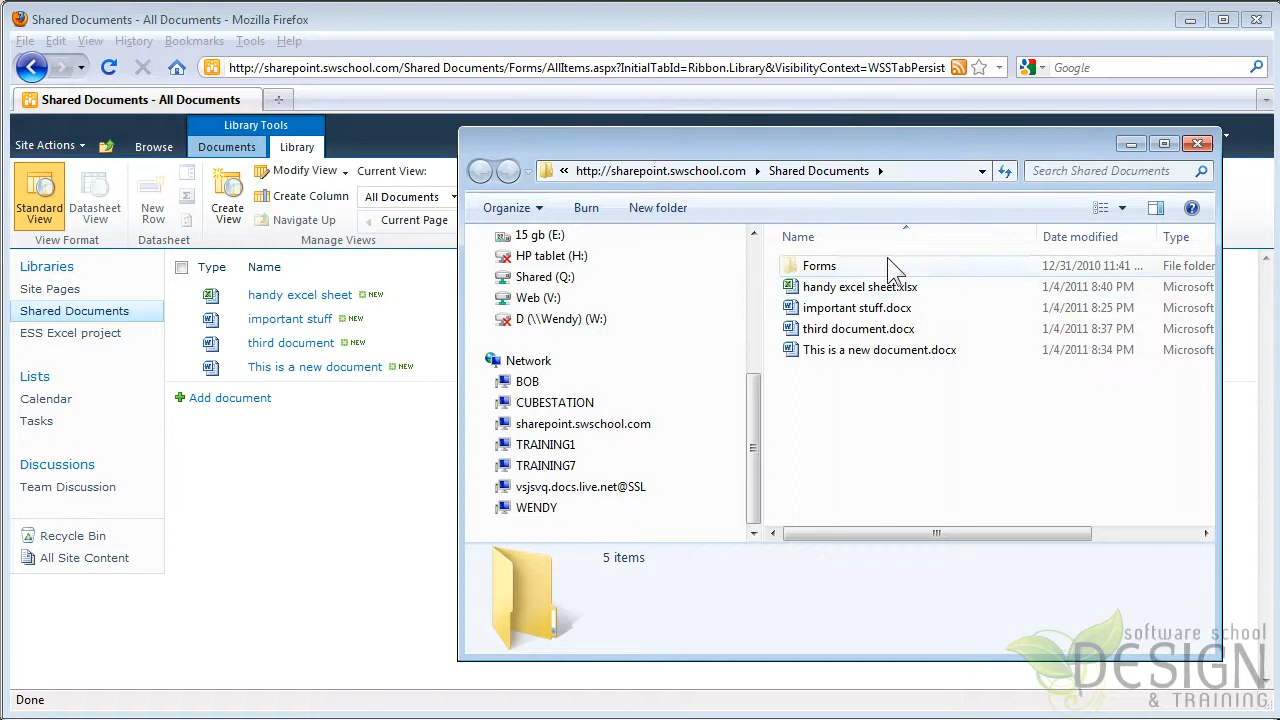 Shared Documents - All Documents - Mozilla Firefox
File Edit View History Bookmarks Tools Help
http://sharepoint.swschool.com/Shared Documents/Forms/AllItems.aspx?InitialTabId=Ribbon.Library&VisibilityContext=WSSTabPersist
Google
Shared Documents - All Documents
Library Tools
Site Actions Browse Documents Library
Standard View
Datasheet View
New Row
Create View
Modify View
Create Column
Navigate Up
Current View:
All Documents
Current Page
View Format
Datasheet
Manage Views
Libraries
Site Pages
Shared Documents
ESS Excel project
Lists
Calendar
Tasks
Discussions
Team Discussion
Recycle Bin
All Site Content
Type Name
handy excel sheet NEW
important stuff NEW
third document NEW
This is a new document NEW
Add document
« http://sharepoint.swschool.com Shared Documents
Search Shared Documents
Organize Burn New folder
15 gb (E:)
HP tablet (H:)
Shared (Q:)
Web (V:)
D (\\Wendy) (W:)
Network
BOB
CUBESTATION
sharepoint.swschool.com
TRAINING1
TRAINING7
vsjsvq.docs.live.net@SSL
WENDY
Name Date modified Type
Forms 12/31/2010 11:41 ... File folder
handy excel sheet.xlsx 1/4/2011 8:40 PM Microsoft
important stuff.docx 1/4/2011 8:25 PM Microsoft
third document.docx 1/4/2011 8:37 PM Microsoft
This is a new document.docx 1/4/2011 8:34 PM Microsoft
5 items
software school
DESIGN
& TRAINING
Done